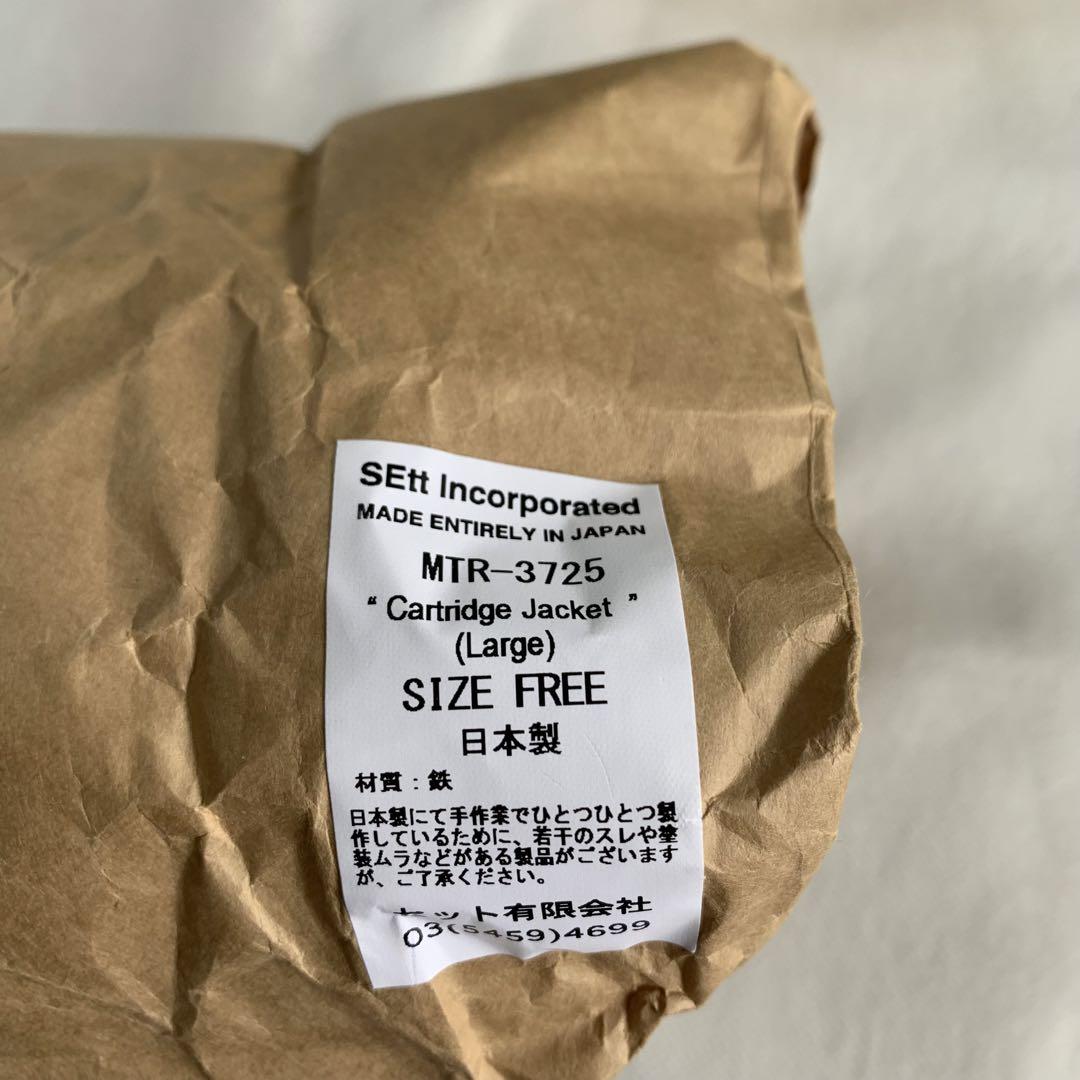 SEtt Incorporated
MADE ENTIRELY IN JAPAN
MTR-3725
“ Cartridge Jacket ”
(Large)
SIZE FREE
日本製
材質：鉄
日本製にて手作業でひとつひとつ製
作しているために、若干のスレや塗
装ムラなどがある製品がございます
が、ご了承ください。
セット有限会社
03(5459)4699